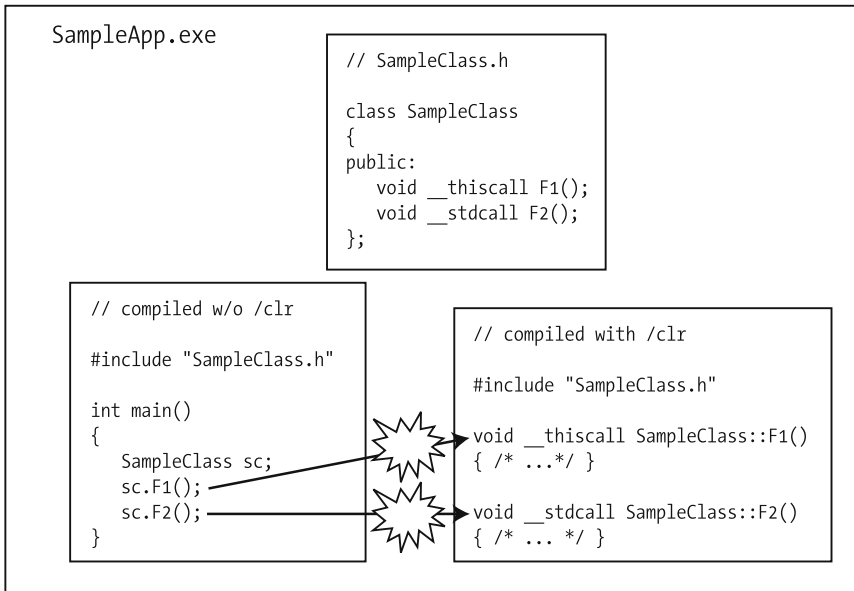 SampleApp.exe
// SampleClass.h
class SampleClass
{
public:
void __thiscall F1();
void __stdcall F2();
};
// compiled w/o /clr
#include "SampleClass.h"
int main()
{
SampleClass sc;
sc.F1();
sc.F2();
}
// compiled with /clr
#include "SampleClass.h"
void __thiscall SampleClass::F1()
{ /* ...*/ }
void __stdcall SampleClass::F2()
{ /* ... */ }